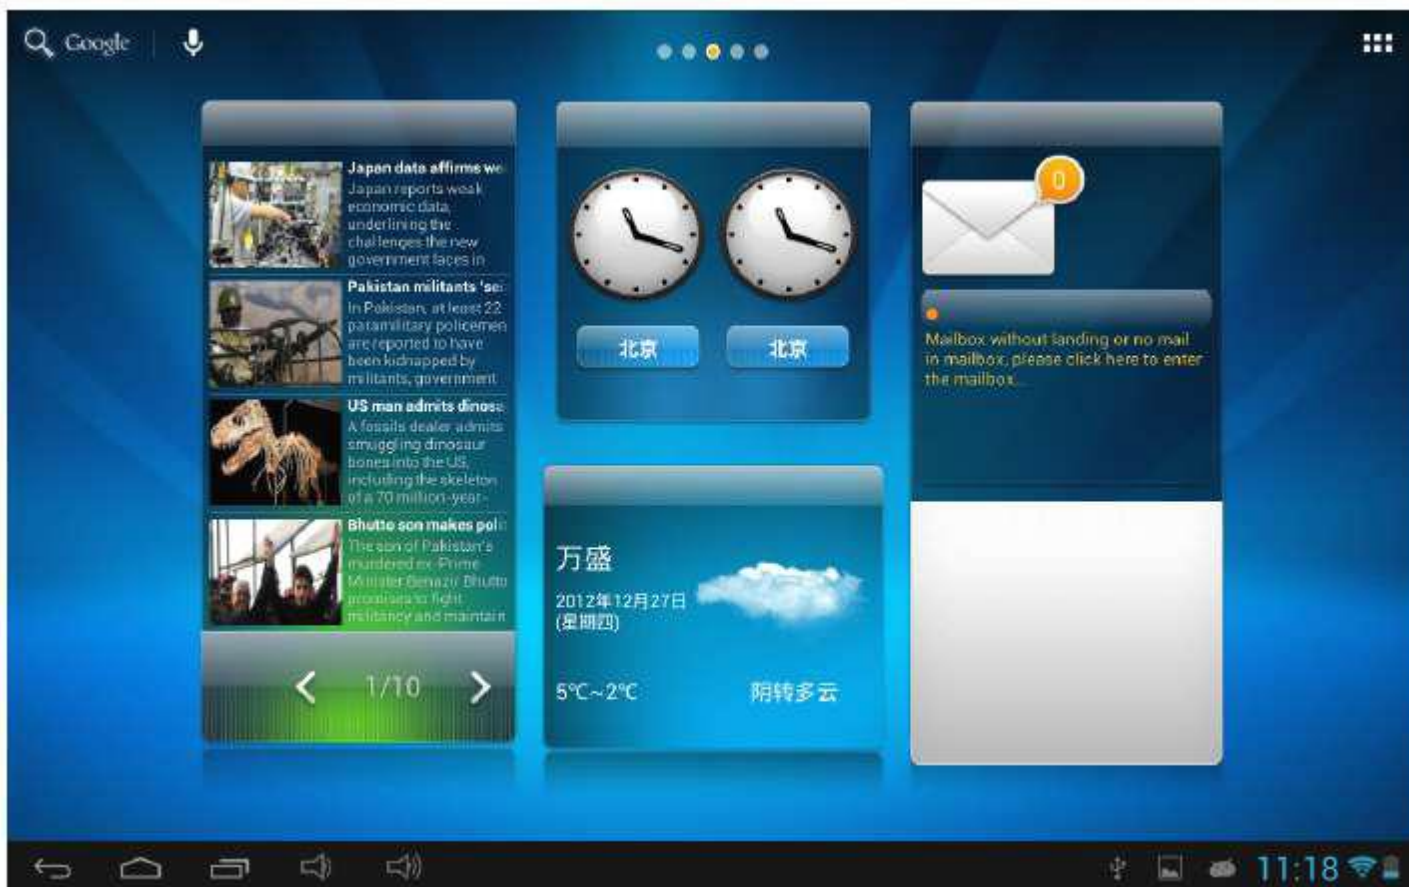 Google
Japan data affirms we
Japan reports weak
economic data,
underlining the
challenges the new
government faces in
Pakistan militants 'sei
In Pakistan, at least 22
paramilitary policemen
are reported to have
been kidnapped by
militants, government
US man admits dinosa
A fossils dealer admits
smuggling dinosaur
bones into the US,
including the skeleton
of a 70 million-year-
Bhutto son makes poli
The son of Pakistan's
murdered ex-Prime
Minister Benazir Bhutto
promises to fight
militancy and maintain
1/10
北京
北京
万盛
2012年12月27日
(星期四)
5℃~2℃
阴转多云
0
Mailbox without landing or no mail
in mailbox, please click here to enter
the mailbox...
11:18